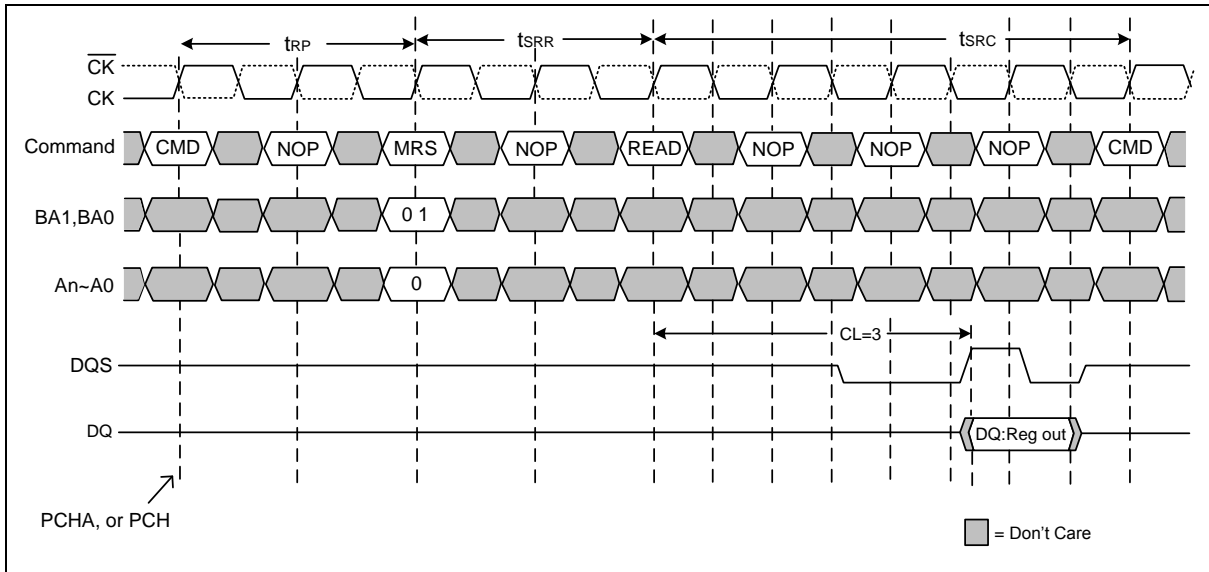 tRP tSRR tSRC
CK
CK
Command CMD NOP MRS NOP READ NOP NOP NOP CMD
BA1,BA0 0 1
An~A0 0
CL=3
DQS
DQ DQ:Reg out
PCHA, or PCH
= Don't Care